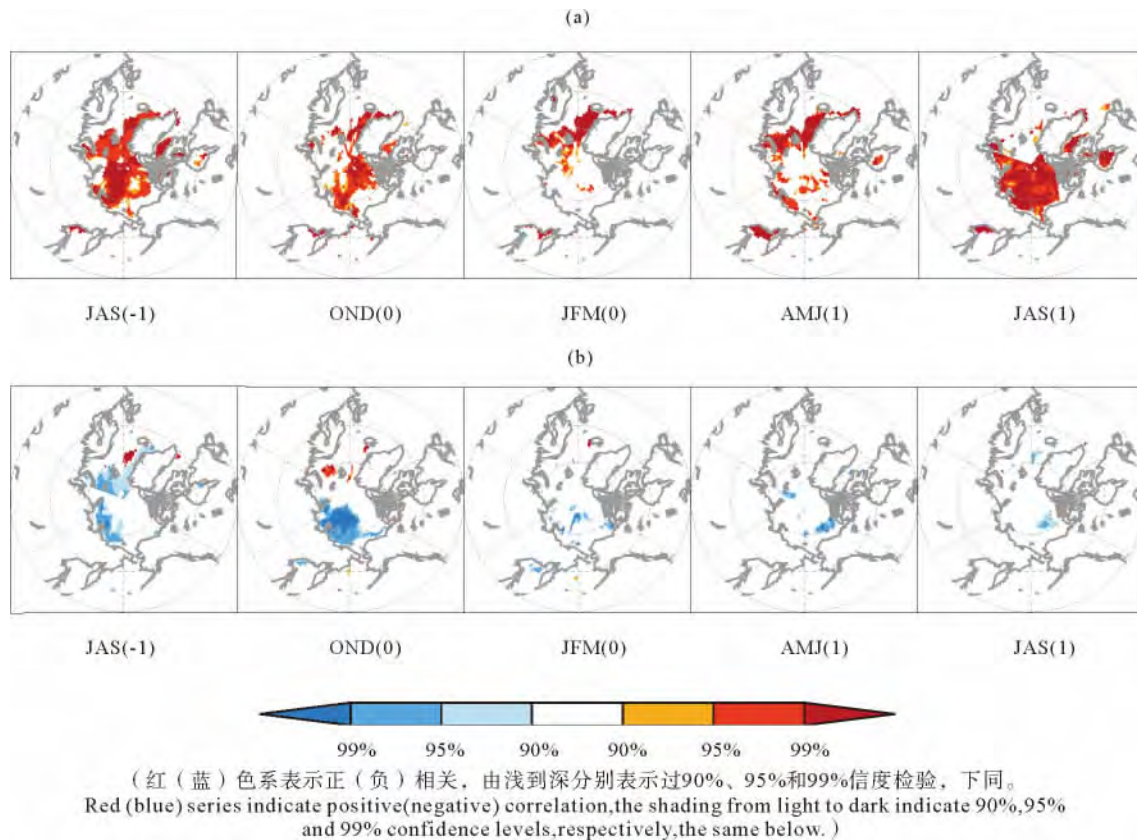 (a)
JAS(-1) OND(0) JFM(0) AMJ(1) JAS(1)
(b)
JAS(-1) OND(0) JFM(0) AMJ(1) JAS(1)
99% 95% 90% 90% 95% 99%
(红(蓝)色系表示正(负)相关，由浅到深分别表示过90%、95%和99%信度检验，下同。
Red (blue) series indicate positive(negative) correlation,the shading from light to dark indicate 90%,95%
and 99% confidence levels,respectively,the same below.)